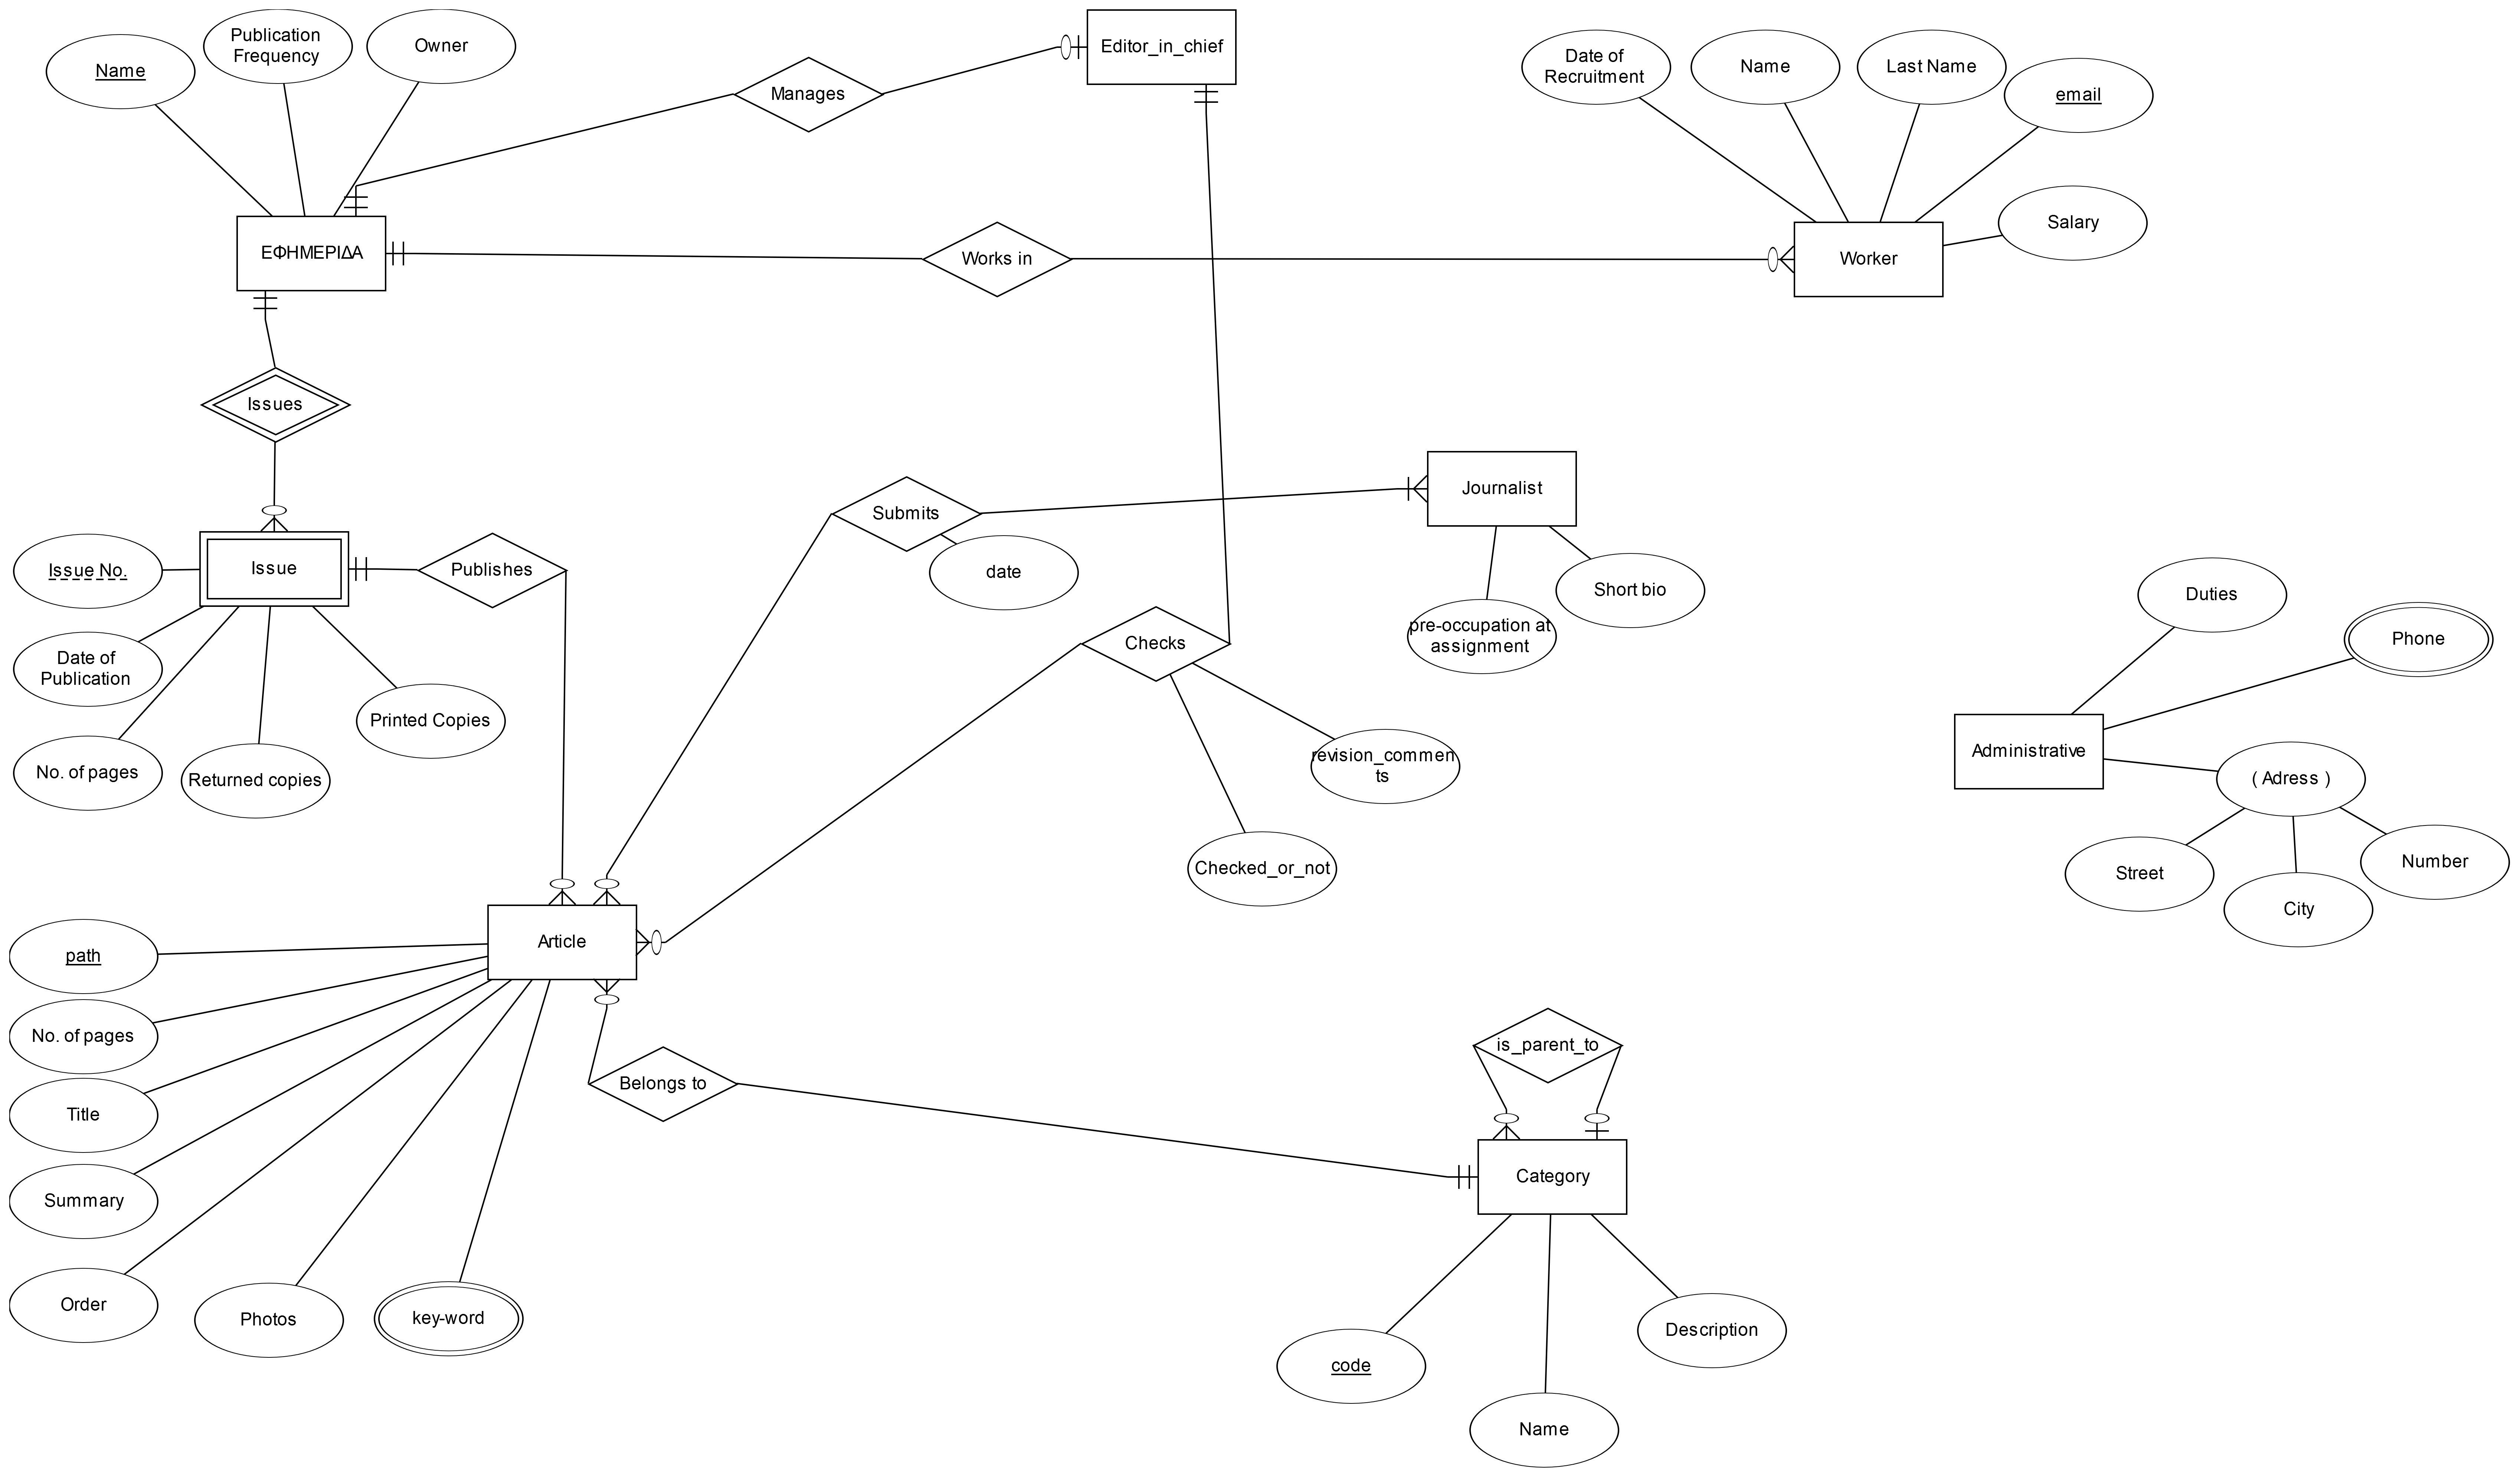 Publication
Frequency
Owner
Name
Editor_in_chief
Manages
Date of
Recruitment
Name
Last Name
email
Salary
ΕΦΗΜΕΡΙΔΑ
Works in
Worker
Issues
Journalist
Submits
date
Short bio
pre-occupation at
assignment
Issue No.
Issue
Publishes
Date of
Publication
Printed Copies
No. of pages
Returned copies
Checks
revision_commen
ts
Checked_or_not
Duties
Phone
Administrative
( Adress )
Street
City
Number
Article
path
No. of pages
Title
Summary
Order
Photos
key-word
Belongs to
is_parent_to
Category
code
Name
Description